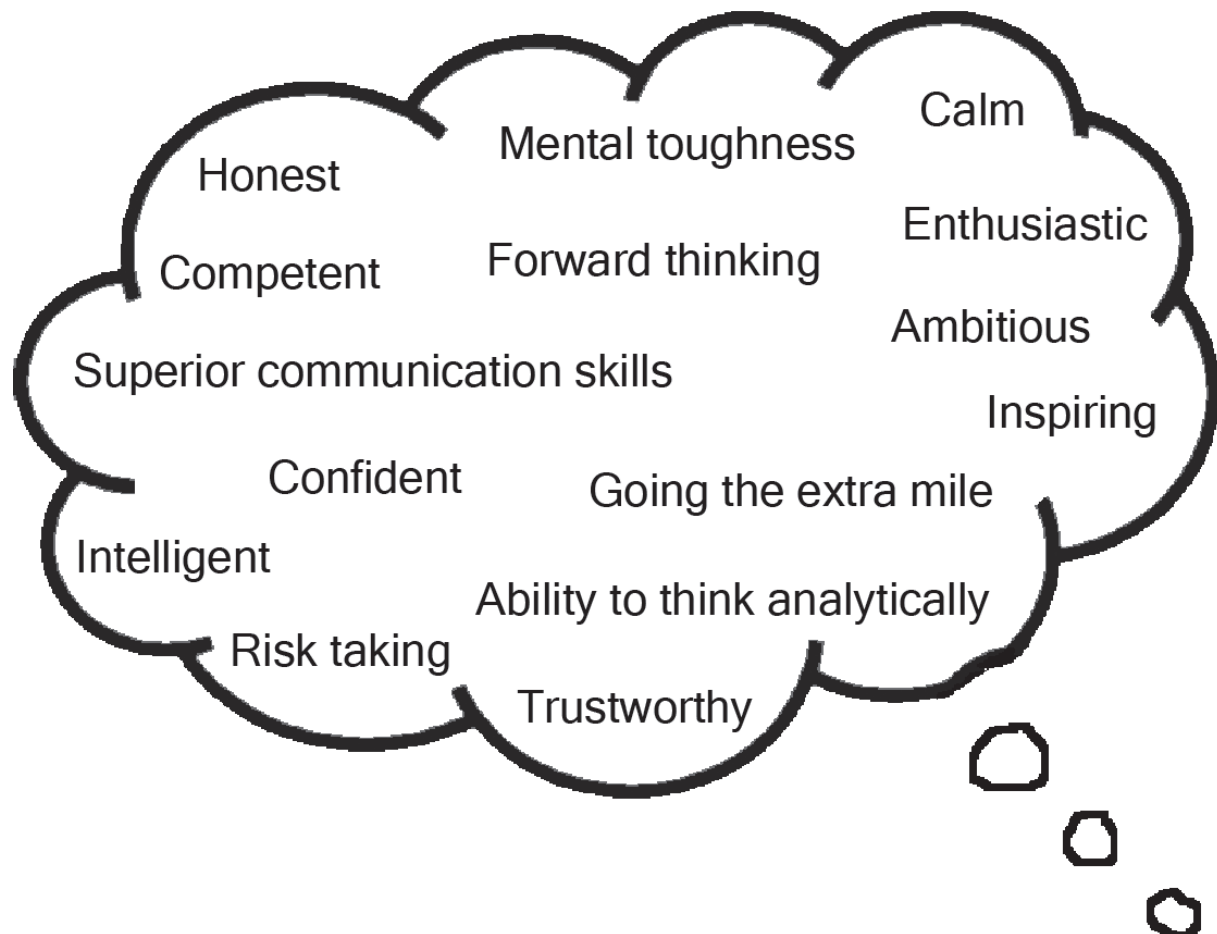 Calm
Mental toughness
Honest
Enthusiastic
Forward thinking
Competent
Ambitious
Superior communication skills
Inspiring
Confident
Going the extra mile
Intelligent
Ability to think analytically
Risk taking
Trustworthy